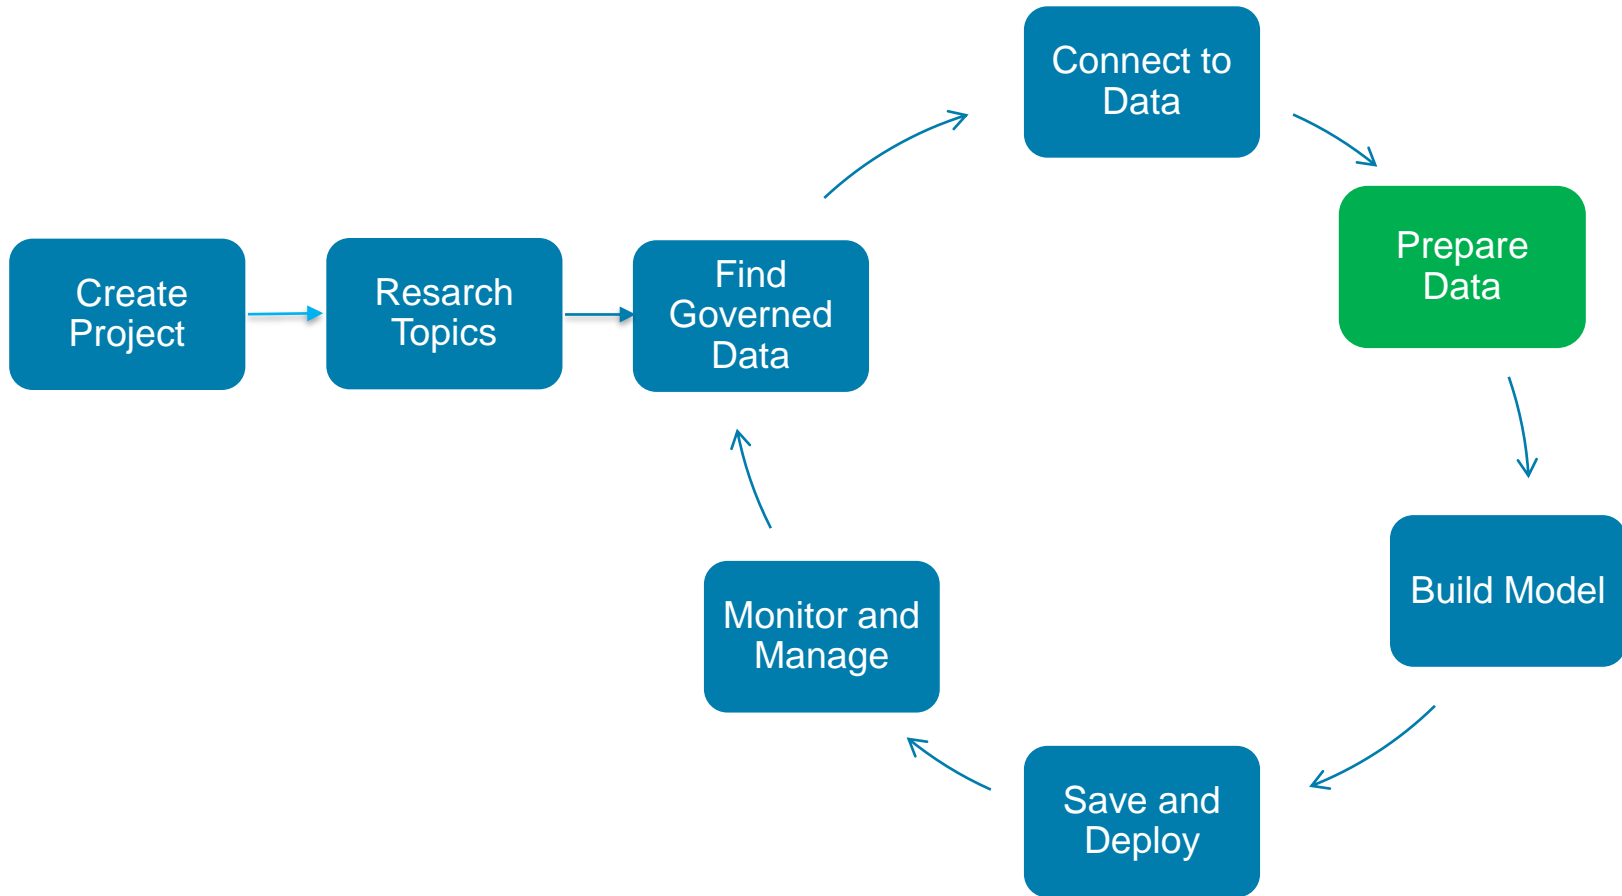 Create
Project
Resarch
Topics
Find
Governed
Data
Connect to
Data
Prepare
Data
Build Model
Save and
Deploy
Monitor and
Manage